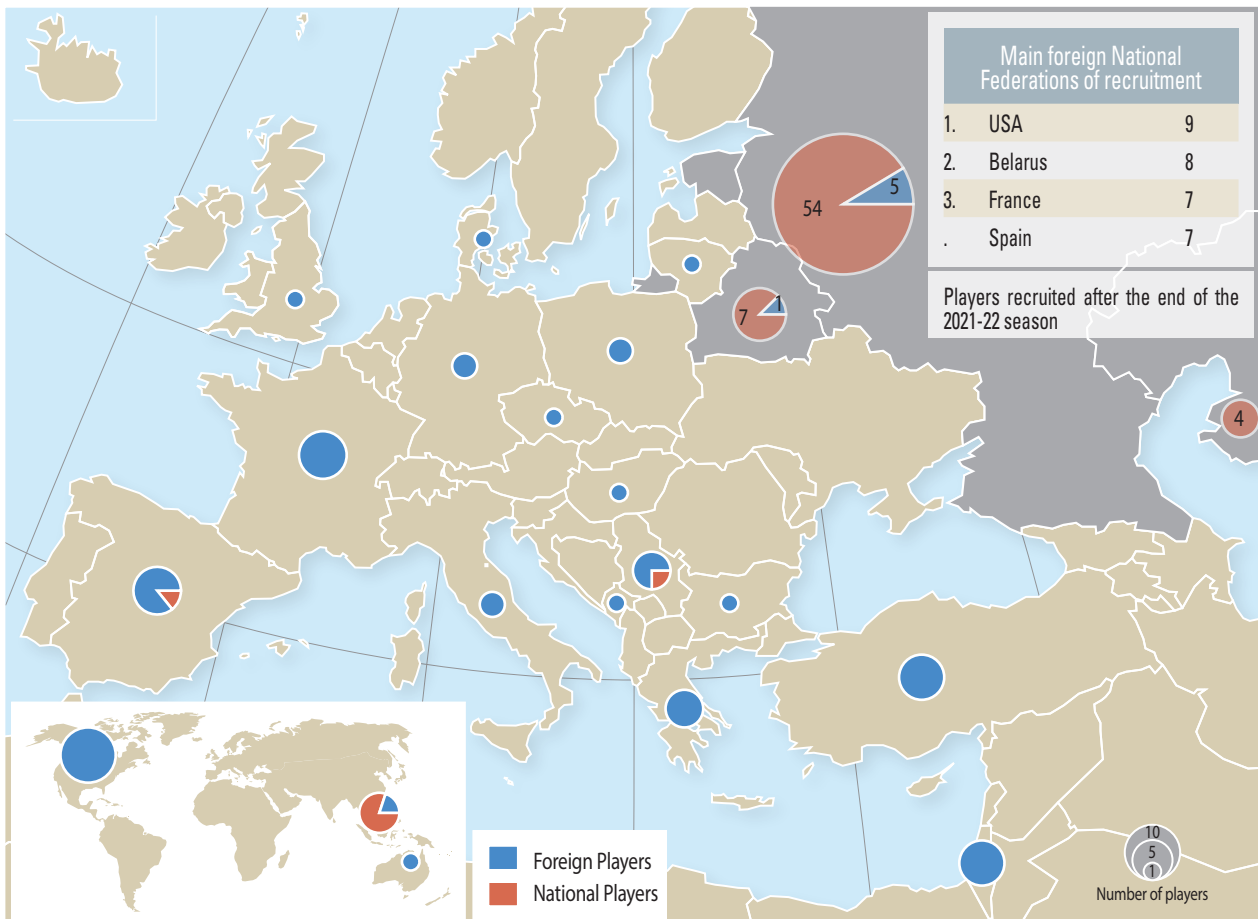 Main foreign National
Federations of recruitment
1. USA 9
2. Belarus 8
3. France 7
. Spain 7
Players recruited after the end of the
2021-22 season
54
5
7
1
4
Foreign Players
National Players
10
5
1
Number of players